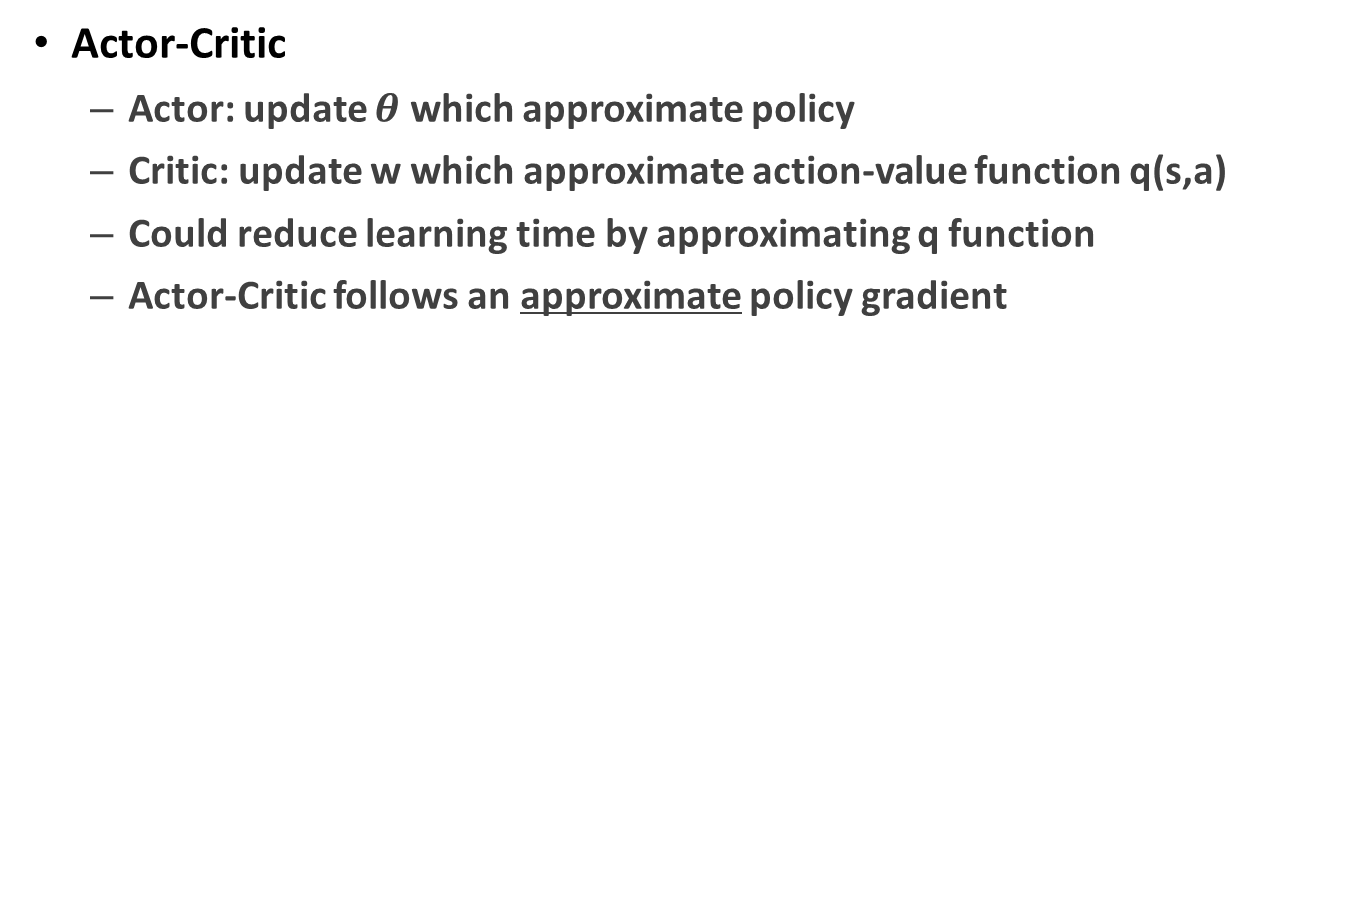 • Actor-Critic
– Actor: update θ which approximate policy
– Critic: update w which approximate action-value function q(s,a)
– Could reduce learning time by approximating q function
– Actor-Critic follows an approximate policy gradient